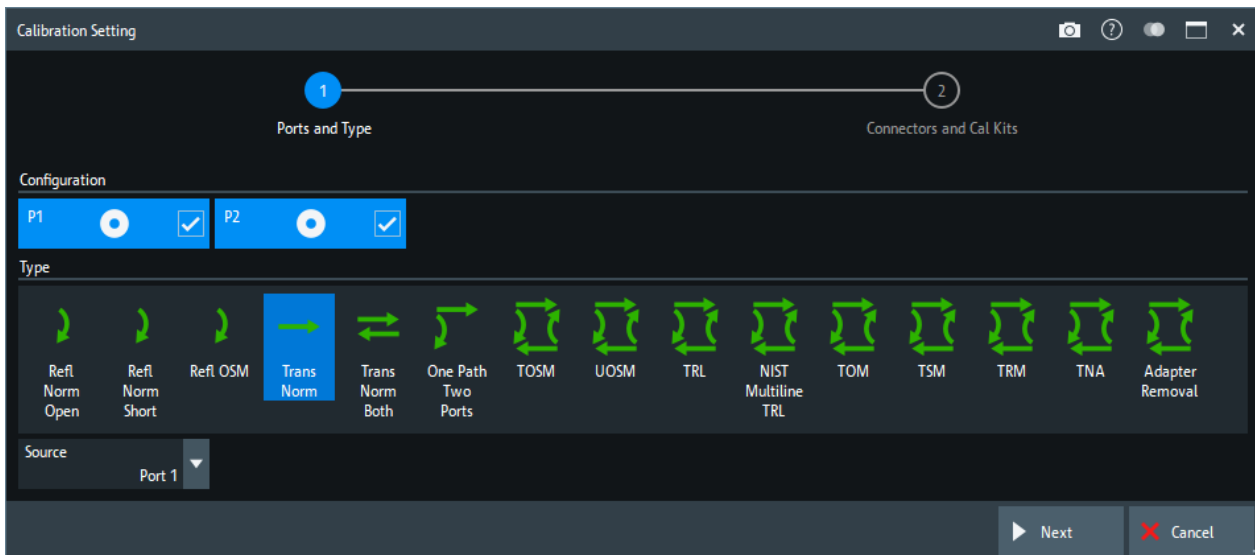 Calibration Setting
?
1
2
Ports and Type
Connectors and Cal Kits
Configuration
P1
P2
Type
Refl
Norm
Open
Refl
Norm
Short
Refl OSM
Trans
Norm
Trans
Norm
Both
One Path
Two
Ports
TOSM
UOSM
TRL
NIST
Multiline
TRL
TOM
TSM
TRM
TNA
Adapter
Removal
Source
Port 1
Next
Cancel